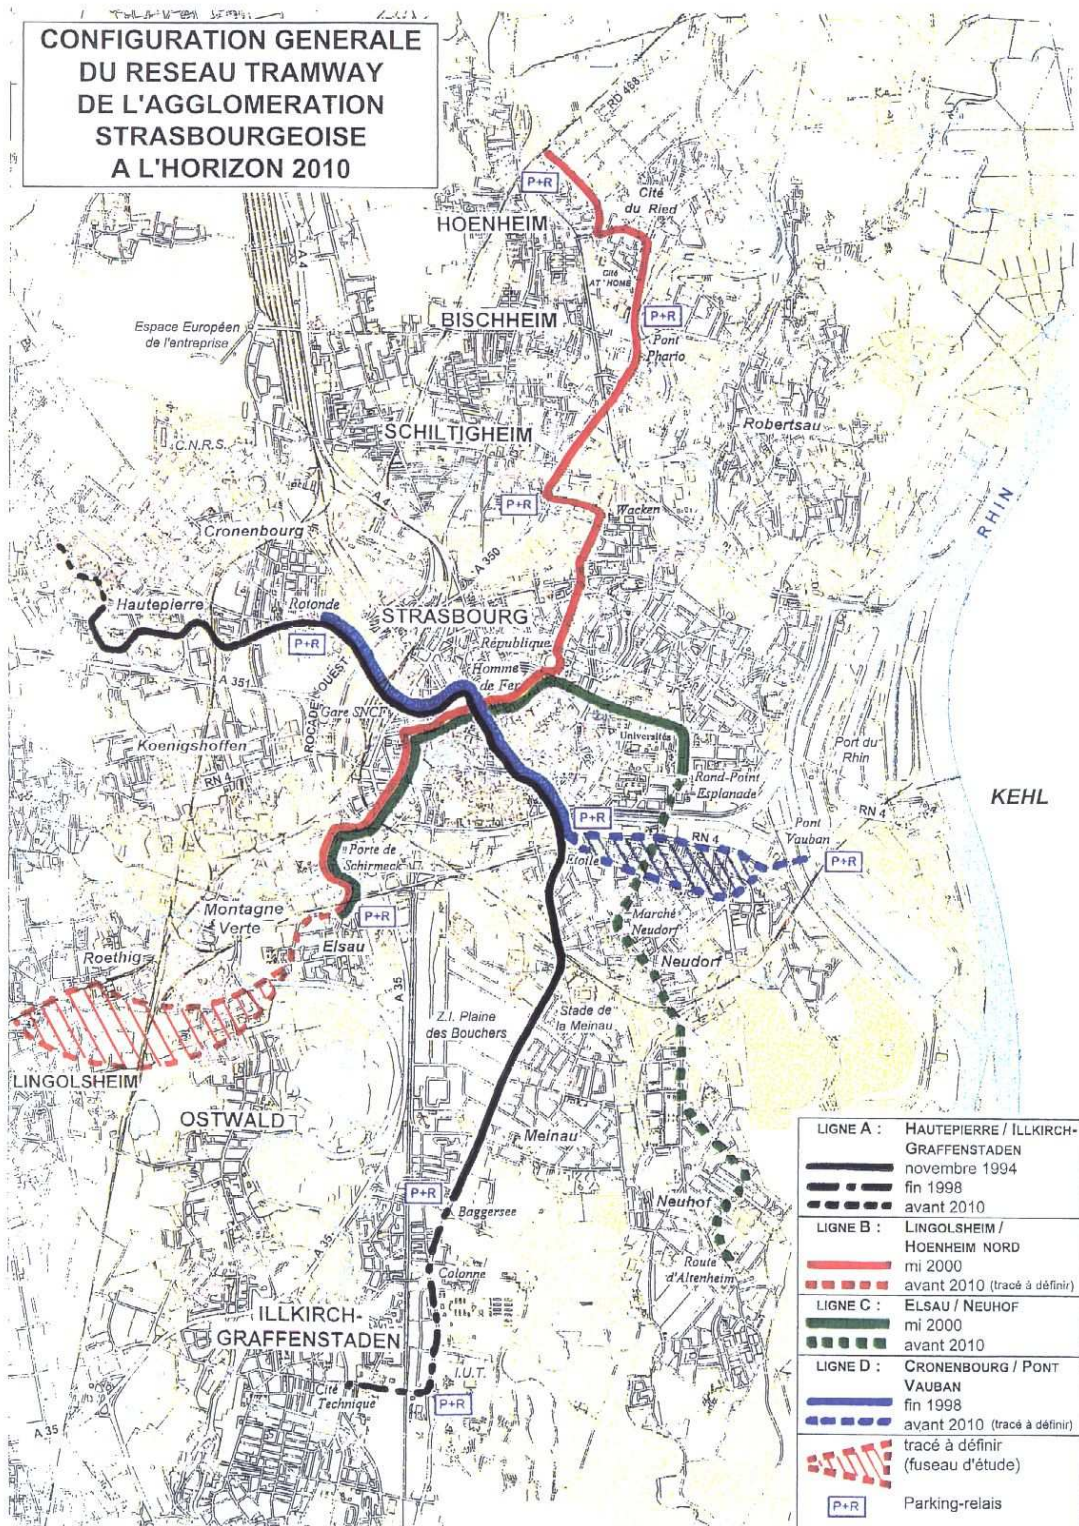 CONFIGURATION GENERALE
DU RESEAU TRAMWAY
DE L'AGGLOMERATION
STRASBOURGEOISE
A L'HORIZON 2010
RD 468
P+R
Cité
du Ried
HOENHEIM
A4
Cité
AT'HOME
Espace Européen
de l'entreprise
BISCHHEIM
P+R
Pont
Phario
SCHILTIGHEIM
Robertsau
C.N.R.S.
A 4
P+R
Wacken
RHIN
Cronenbourg
A 350
Hautepierre
Rotonde
STRASBOURG
P+R
République
Homme
de Fer
A 351
ROCADE OUEST
Gare SNCF
Koenigshoffen
RN 4
Universités
Port du
Rhin
Rond-Point
Esplanade
KEHL
P+R
RN 4
RN 4
Pont
Vauban
Porte de
Schirmeck
Etoile
P+R
Montagne
Verte
P+R
Marché
Neudorf
Elsau
Roethig
Neudorf
A 35
Z.I. Plaine
des Bouchers
Stade de
la Meinau
LINGOLSHEIM
OSTWALD
Meinau
P+R
Baggersee
Neuhof
A 35
Colonne
Route
d'Altenheim
ILLKIRCH-
GRAFFENSTADEN
I.U.T.
Cité
Technique
P+R
A 35
LIGNE A : HAUTEPIERRE / ILLKIRCH-
GRAFFENSTADEN
novembre 1994
fin 1998
avant 2010
LIGNE B : LINGOLSHEIM /
HOENHEIM NORD
mi 2000
avant 2010 (tracé à définir)
LIGNE C : ELSAU / NEUHOF
mi 2000
avant 2010
LIGNE D : CRONENBOURG / PONT
VAUBAN
fin 1998
avant 2010 (tracé à définir)
tracé à définir
(fuseau d'étude)
P+R Parking-relais